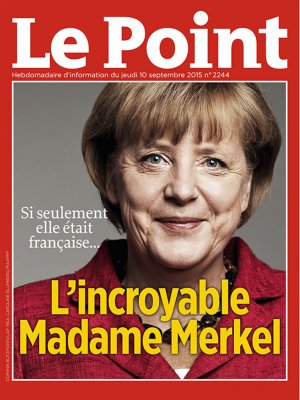 Le Point
Hebdomadaire d'information du jeudi 10 septembre 2015 n° 2244
Si seulement
elle était
française...
L'incroyable
Madame Merkel